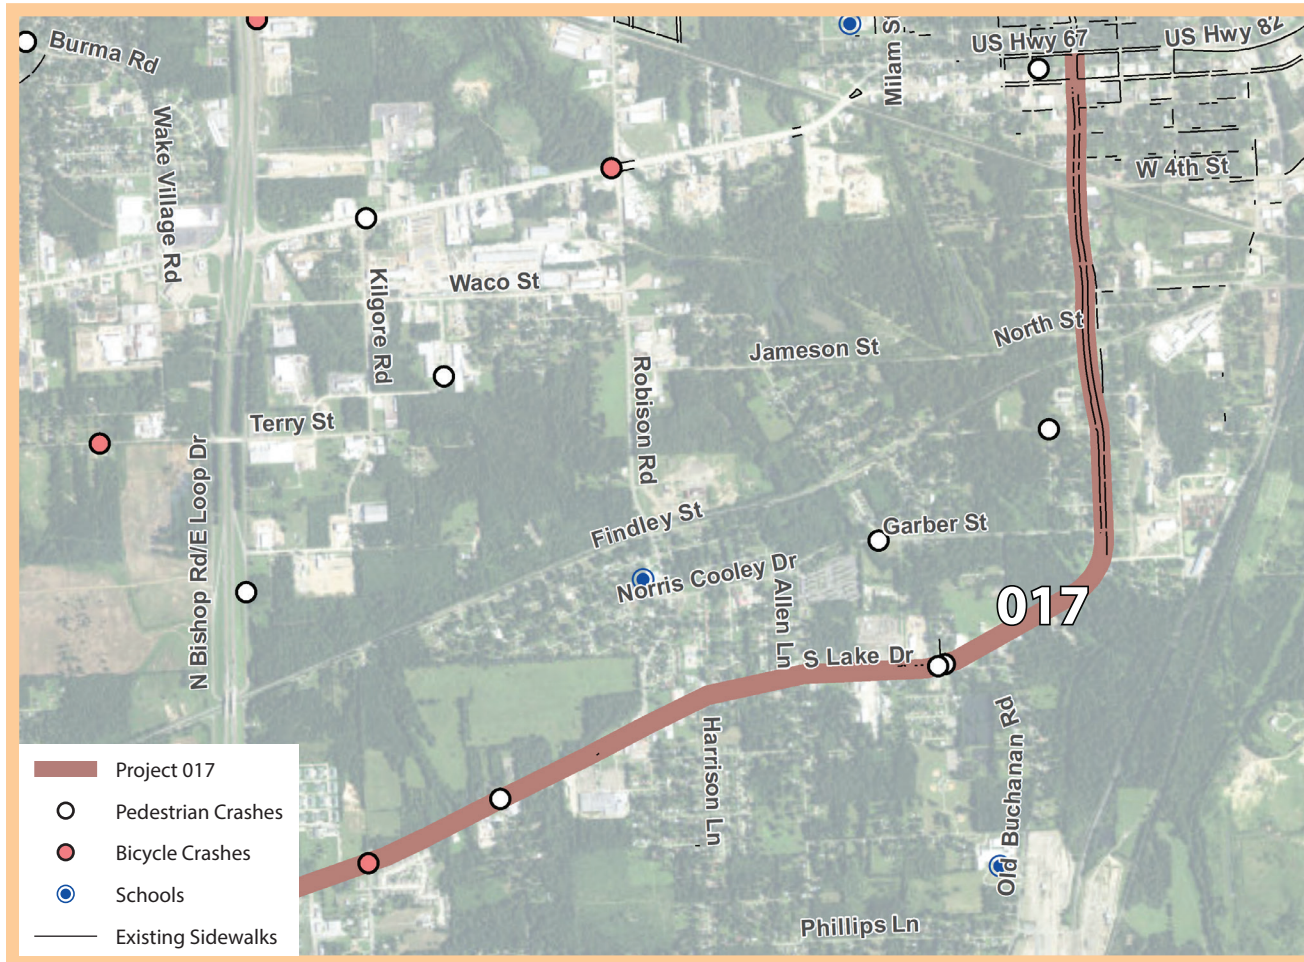 Burma Rd
US Hwy 67
US Hwy 82
Milam S
Wake Village Rd
W 4th St
Waco St
Kilgore Rd
North St
Jameson St
Robison Rd
Terry St
N Bishop Rd/E Loop Dr
Findley St
Garber St
Norris Cooley Dr
Allen Ln
017
S Lake Dr
Harrison Ln
Old Buchanan Rd
Phillips Ln
Project 017
Pedestrian Crashes
Bicycle Crashes
Schools
Existing Sidewalks